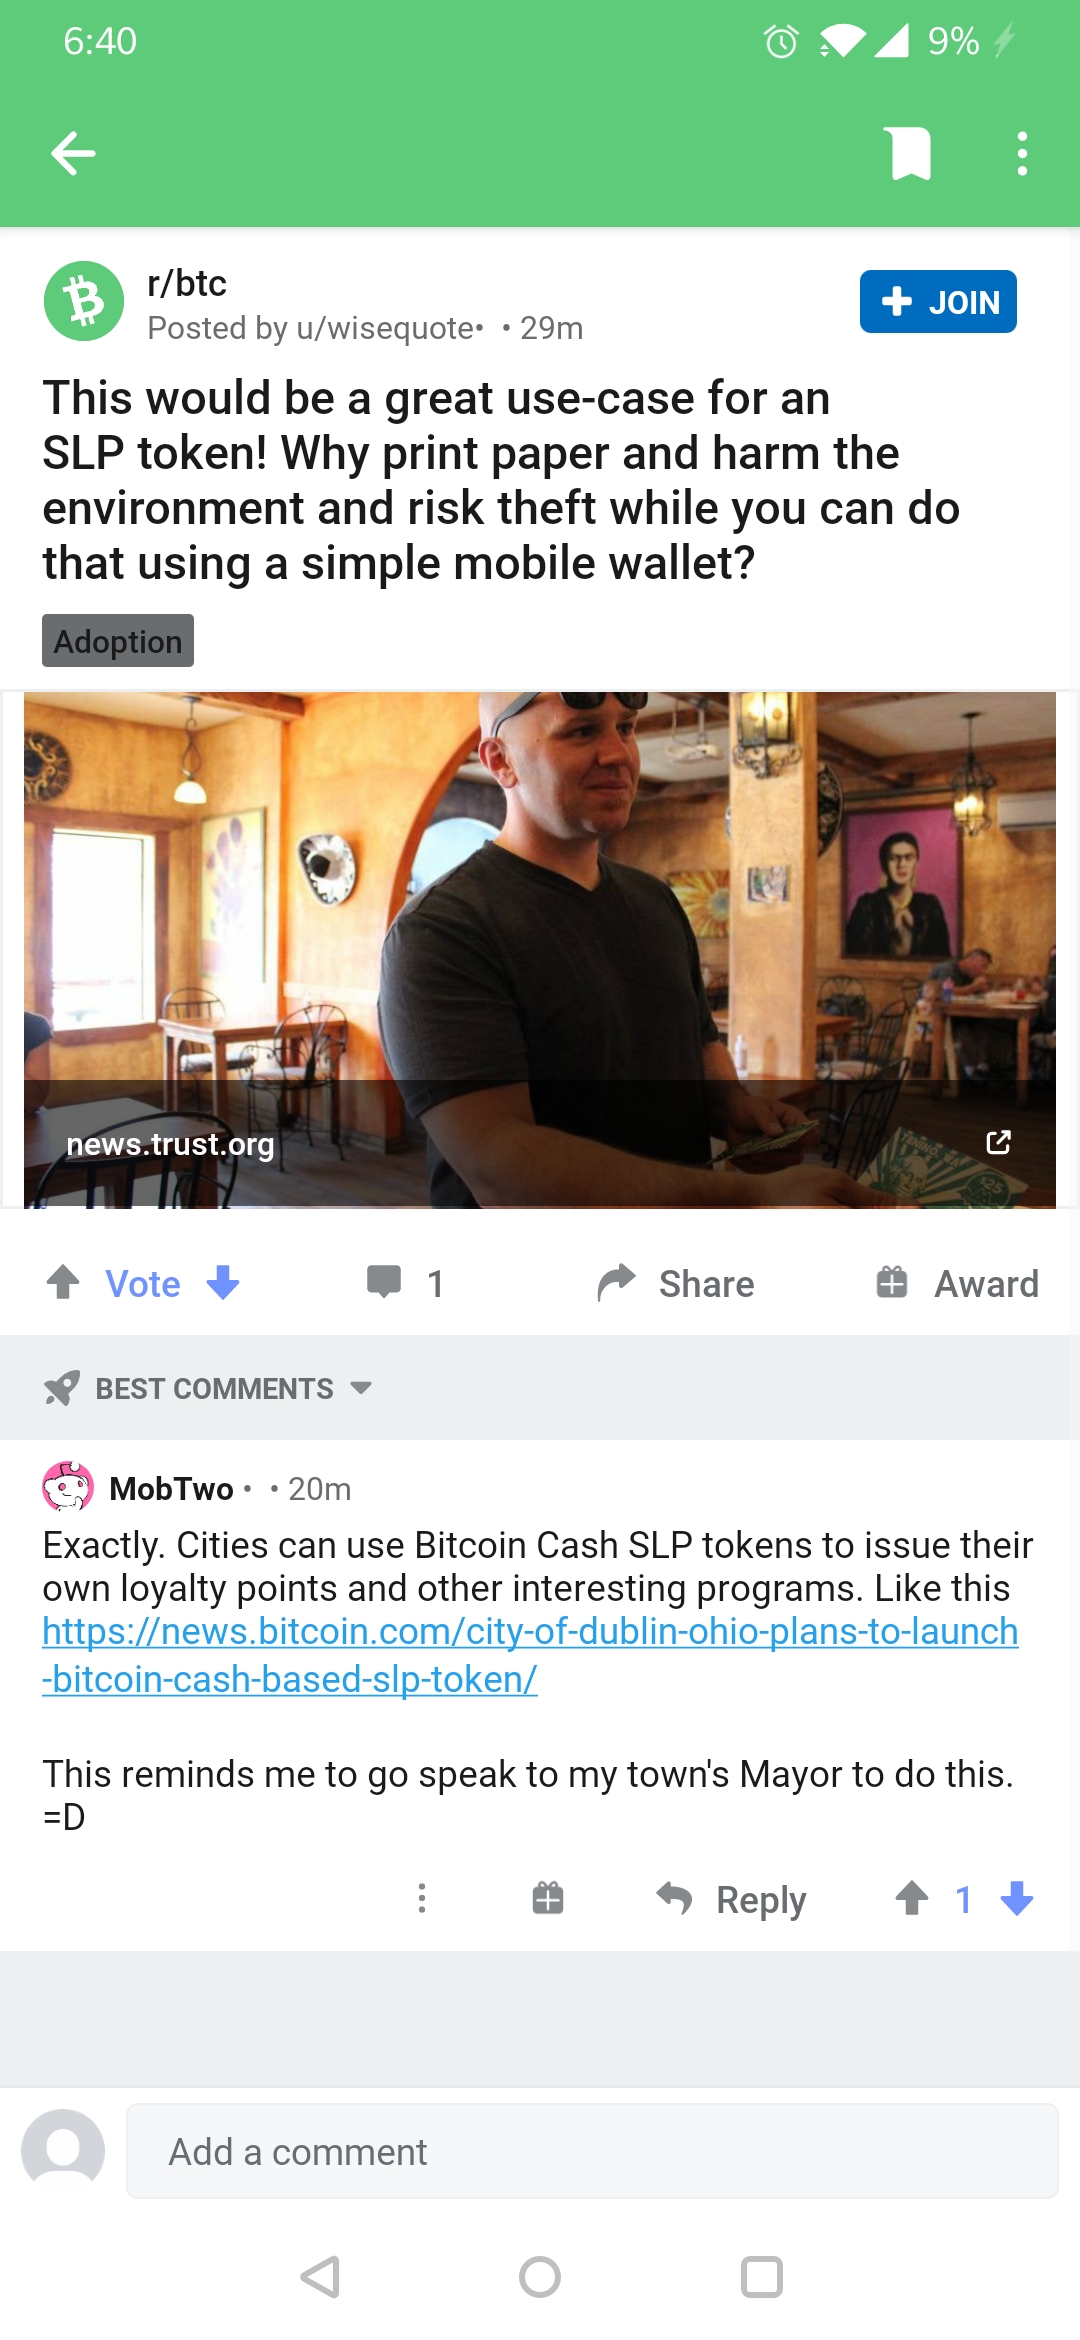 6:40
9%
r/btc
Posted by u/wisequote• • 29m
+ JOIN
This would be a great use-case for an
SLP token! Why print paper and harm the
environment and risk theft while you can do
that using a simple mobile wallet?
Adoption
TENINO, WA
$25
news.trust.org
Vote
1
Share
Award
BEST COMMENTS
MobTwo • • 20m
Exactly. Cities can use Bitcoin Cash SLP tokens to issue their
own loyalty points and other interesting programs. Like this
https://news.bitcoin.com/city-of-dublin-ohio-plans-to-launch
-bitcoin-cash-based-slp-token/
This reminds me to go speak to my town's Mayor to do this.
=D
Reply
1
Add a comment